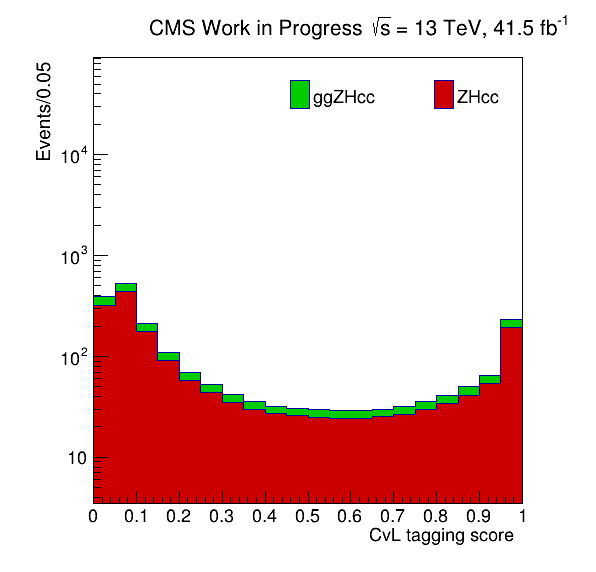 CMS Work in Progress √s = 13 TeV, 41.5 fb⁻¹
Events/0.05
ggZHcc ZHcc
10⁴
10³
10²
10
0 0.1 0.2 0.3 0.4 0.5 0.6 0.7 0.8 0.9 1
CvL tagging score